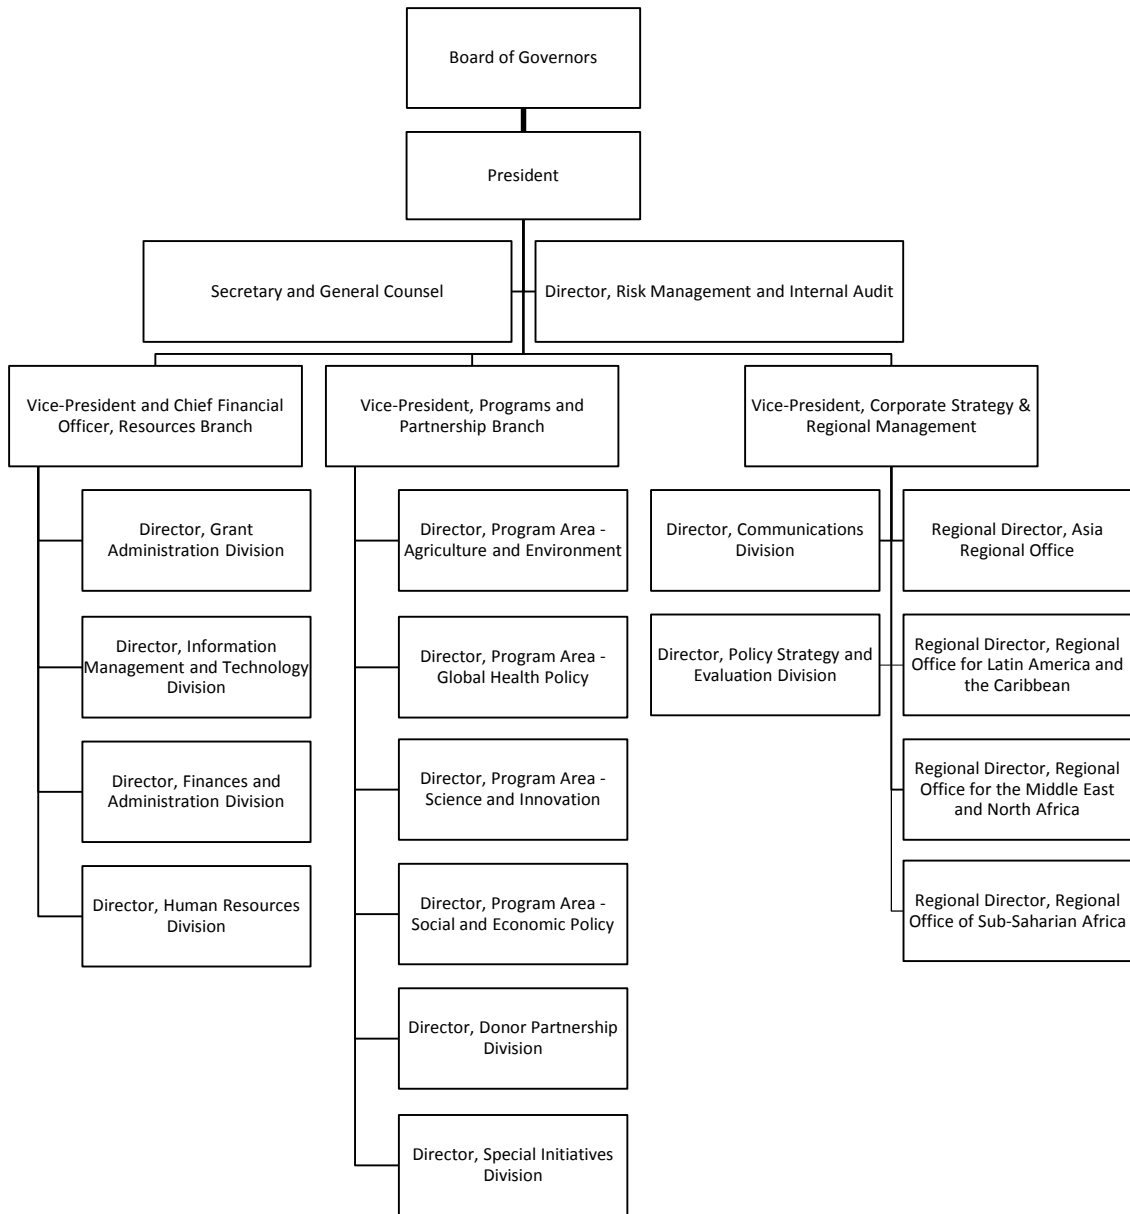 Board of Governors
President
Secretary and General Counsel
Director, Risk Management and Internal Audit
Vice-President and Chief Financial
Officer, Resources Branch
Vice-President, Programs and
Partnership Branch
Vice-President, Corporate Strategy &
Regional Management
Director, Grant
Administration Division
Director, Information
Management and Technology
Division
Director, Finances and
Administration Division
Director, Human Resources
Division
Director, Program Area -
Agriculture and Environment
Director, Program Area -
Global Health Policy
Director, Program Area -
Science and Innovation
Director, Program Area -
Social and Economic Policy
Director, Donor Partnership
Division
Director, Special Initiatives
Division
Director, Communications
Division
Director, Policy Strategy and
Evaluation Division
Regional Director, Asia
Regional Office
Regional Director, Regional
Office for Latin America and
the Caribbean
Regional Director, Regional
Office for the Middle East
and North Africa
Regional Director, Regional
Office of Sub-Saharian Africa